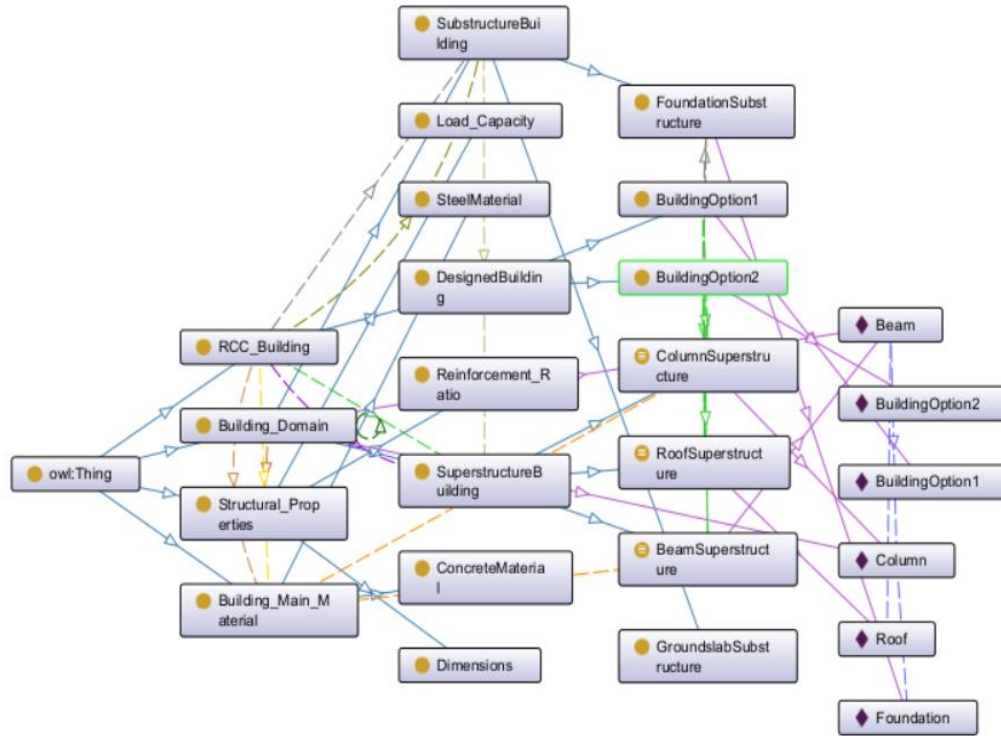 SubstructureBui
lding
Load_Capacity
SteelMaterial
DesignedBuildin
g
Reinforcement_R
atio
SuperstructureB
uilding
ConcreteMateria
l
Dimensions
FoundationSubst
ructure
BuildingOption1
BuildingOption2
ColumnSuperstru
cture
RoofSuperstruct
ure
BeamSuperstruct
ure
GroundslabSubst
ructure
RCC_Building
Building_Domain
owl:Thing
Structural_Prop
erties
Building_Main_M
aterial
Beam
BuildingOption2
BuildingOption1
Column
Roof
Foundation